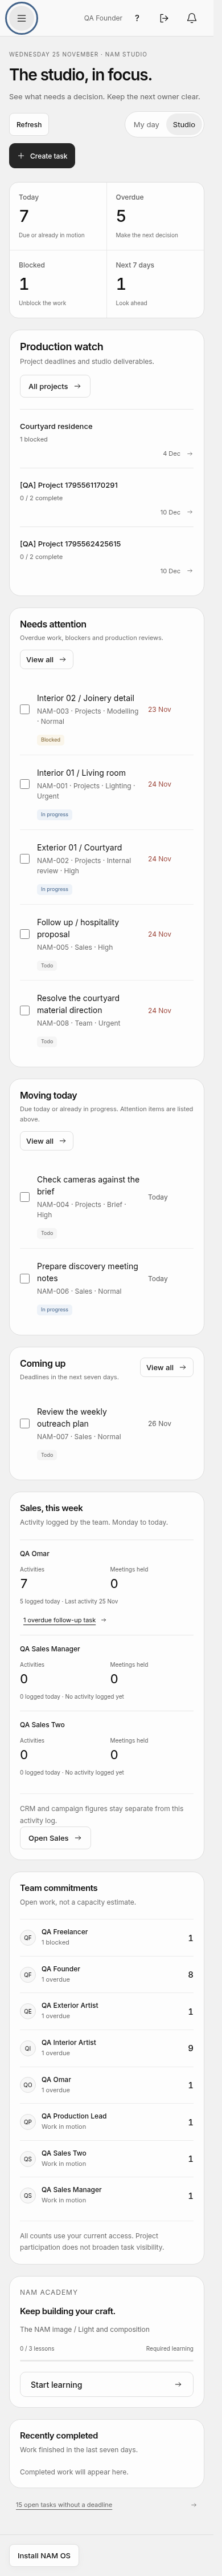 QA Founder ?
WEDNESDAY 25 NOVEMBER · NAM STUDIO
The studio, in focus.
See what needs a decision. Keep the next owner clear.
Refresh
My day Studio
+ Create task
Today
7
Due or already in motion
Overdue
5
Make the next decision
Blocked
1
Unblock the work
Next 7 days
1
Look ahead
Production watch
Project deadlines and studio deliverables.
All projects →
Courtyard residence
1 blocked
4 Dec →
[QA] Project 1795561170291
0 / 2 complete
10 Dec →
[QA] Project 1795562425615
0 / 2 complete
10 Dec →
Needs attention
Overdue work, blockers and production reviews.
View all →
Interior 02 / Joinery detail
NAM-003 · Projects · Modelling
· Normal
23 Nov
Blocked
Interior 01 / Living room
NAM-001 · Projects · Lighting ·
Urgent
24 Nov
In progress
Exterior 01 / Courtyard
NAM-002 · Projects · Internal
review · High
24 Nov
In progress
Follow up / hospitality
proposal
NAM-005 · Sales · High
24 Nov
Todo
Resolve the courtyard
material direction
NAM-008 · Team · Urgent
24 Nov
Todo
Moving today
Due today or already in progress. Attention items are listed
above.
View all →
Check cameras against the
brief
NAM-004 · Projects · Brief ·
High
Today
Todo
Prepare discovery meeting
notes
NAM-006 · Sales · Normal
Today
In progress
Coming up
Deadlines in the next seven days.
View all →
Review the weekly
outreach plan
NAM-007 · Sales · Normal
26 Nov
Todo
Sales, this week
Activity logged by the team. Monday to today.
QA Omar
Activities Meetings held
7 0
5 logged today · Last activity 25 Nov
1 overdue follow-up task →
QA Sales Manager
Activities Meetings held
0 0
0 logged today · No activity logged yet
QA Sales Two
Activities Meetings held
0 0
0 logged today · No activity logged yet
CRM and campaign figures stay separate from this
activity log.
Open Sales →
Team commitments
Open work, not a capacity estimate.
QF QA Freelancer 1
1 blocked
QF QA Founder 8
1 overdue
QE QA Exterior Artist 1
1 overdue
QI QA Interior Artist 9
1 overdue
QO QA Omar 1
1 overdue
QP QA Production Lead 1
Work in motion
QS QA Sales Two 1
Work in motion
QS QA Sales Manager 1
Work in motion
All counts use your current access. Project
participation does not broaden task visibility.
NAM ACADEMY
Keep building your craft.
The NAM image / Light and composition
0 / 3 lessons Required learning
Start learning →
Recently completed
Work finished in the last seven days.
Completed work will appear here.
15 open tasks without a deadline →
Install NAM OS